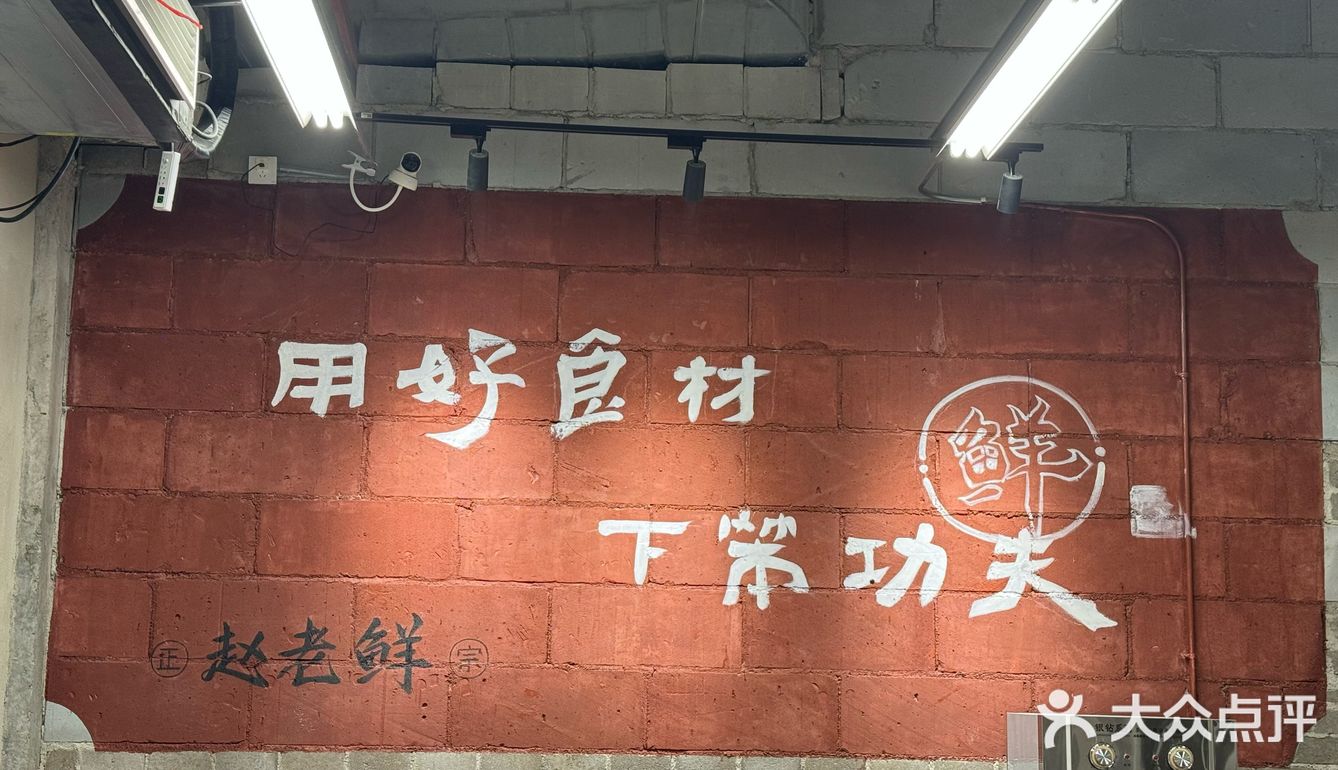 用好食材
鲜
下笨功夫
正 赵老鲜 宗
大众点评